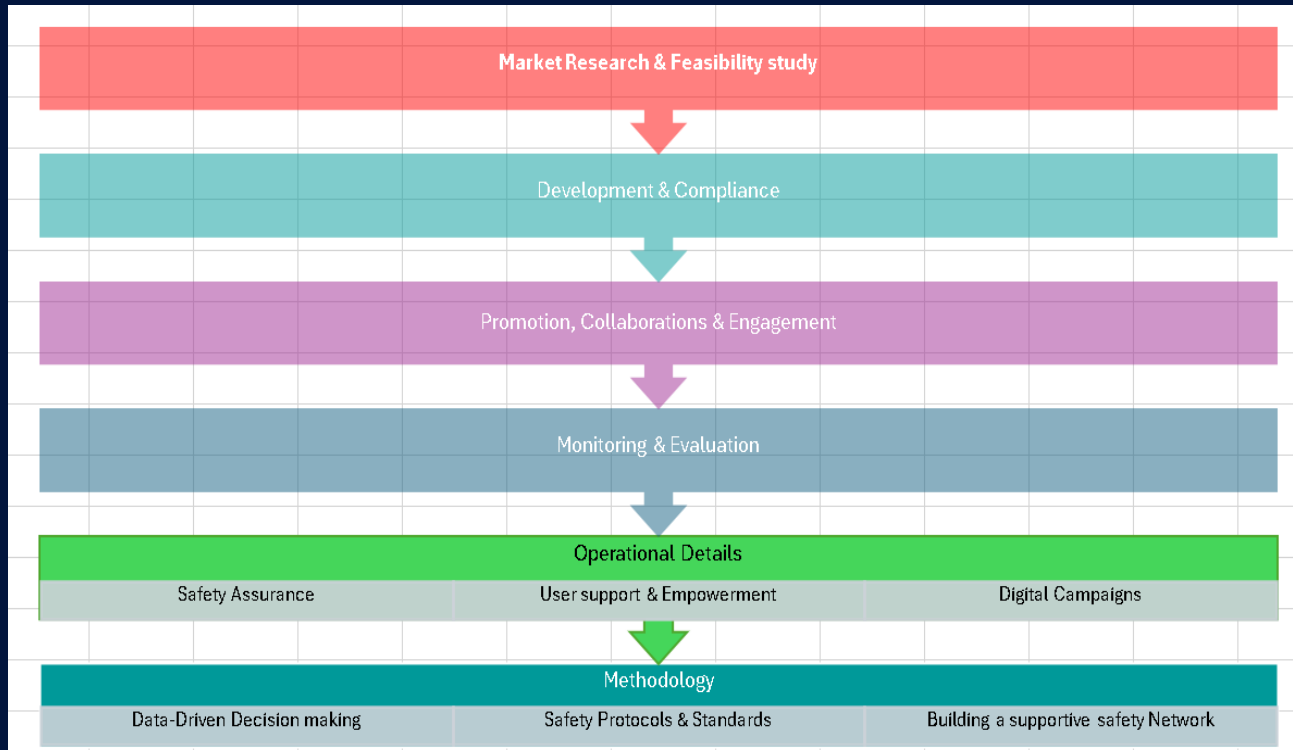 Market Research & Feasibility study
Development & Compliance
Promotion, Collaborations & Engagement
Monitoring & Evaluation
Operational Details
Safety Assurance
User support & Empowerment
Digital Campaigns
Methodology
Data-Driven Decision making
Safety Protocols & Standards
Building a supportive safety Network